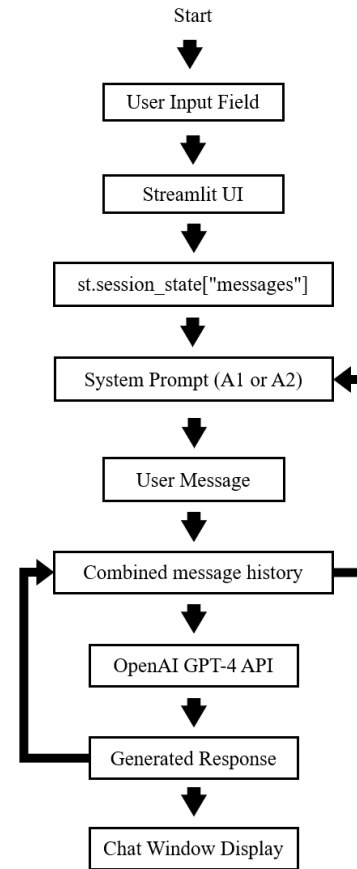 Start
User Input Field
Streamlit UI
st.session_state["messages"]
System Prompt (A1 or A2)
User Message
Combined message history
OpenAI GPT-4 API
Generated Response
Chat Window Display